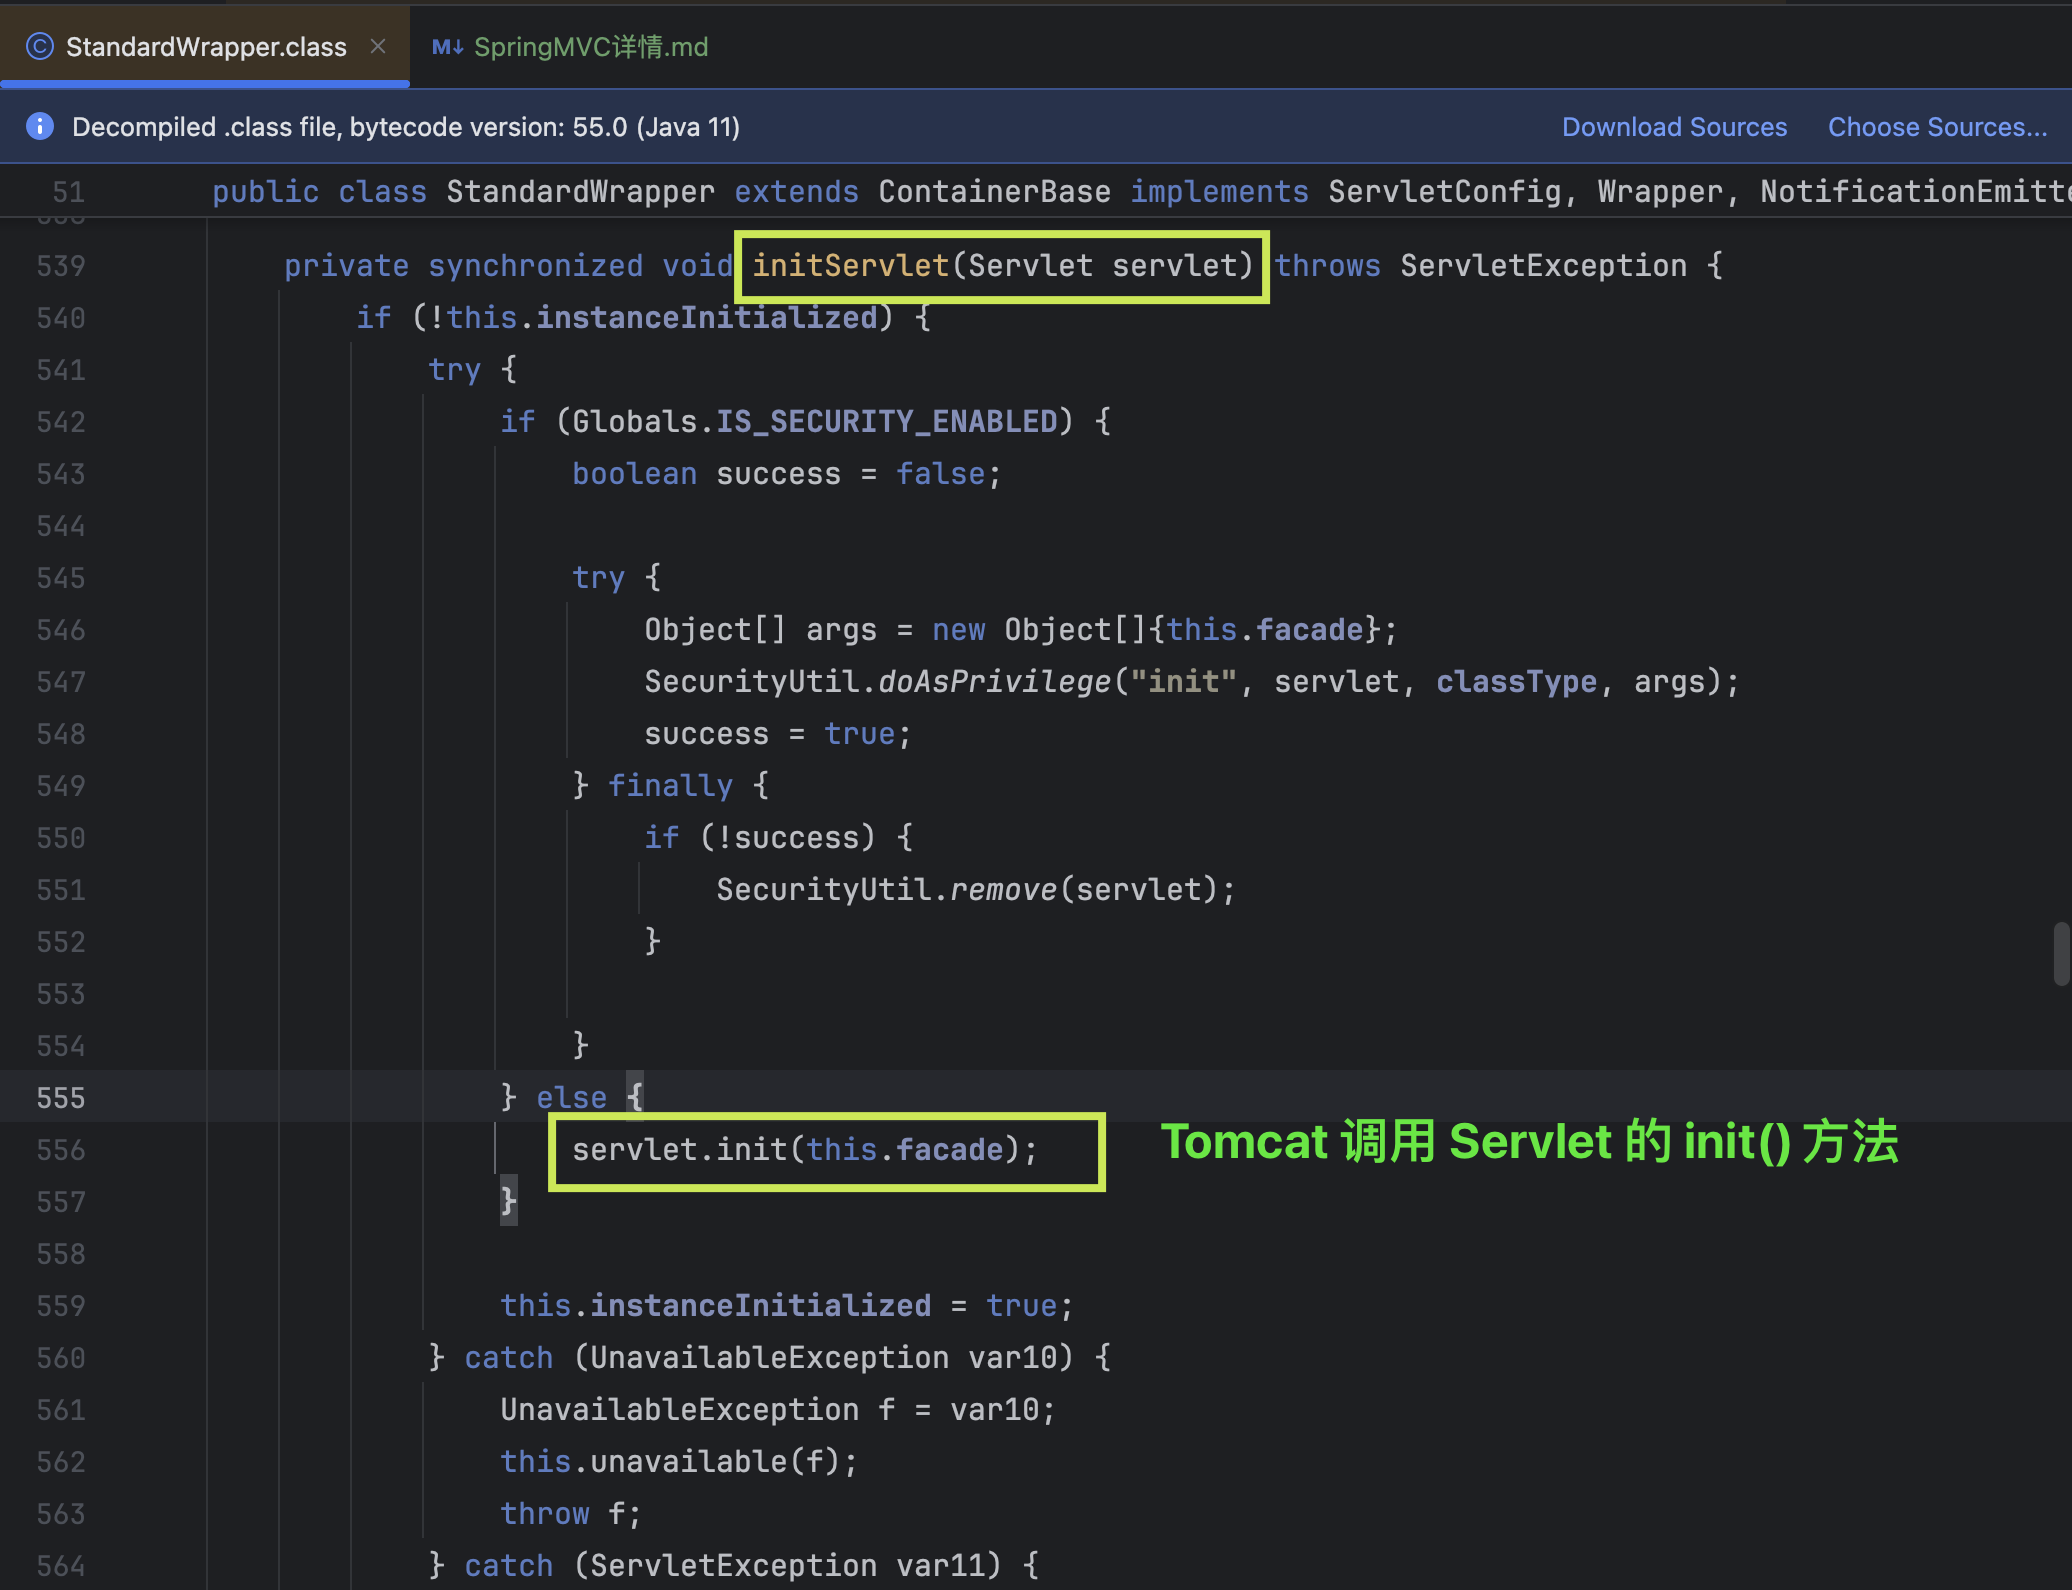 StandardWrapper.class
SpringMVC详情.md
Decompiled .class file, bytecode version: 55.0 (Java 11)
Download Sources
Choose Sources...
51 public class StandardWrapper extends ContainerBase implements ServletConfig, Wrapper, NotificationEmitte
539 private synchronized void initServlet(Servlet servlet) throws ServletException {
540 if (!this.instanceInitialized) {
541 try {
542 if (Globals.IS_SECURITY_ENABLED) {
543 boolean success = false;
544
545 try {
546 Object[] args = new Object[]{this.facade};
547 SecurityUtil.doAsPrivilege("init", servlet, classType, args);
548 success = true;
549 } finally {
550 if (!success) {
551 SecurityUtil.remove(servlet);
552 }
553
554 }
555 } else {
556 servlet.init(this.facade);
Tomcat 调用 Servlet 的 init() 方法
557 }
558
559 this.instanceInitialized = true;
560 } catch (UnavailableException var10) {
561 UnavailableException f = var10;
562 this.unavailable(f);
563 throw f;
564 } catch (ServletException var11) {